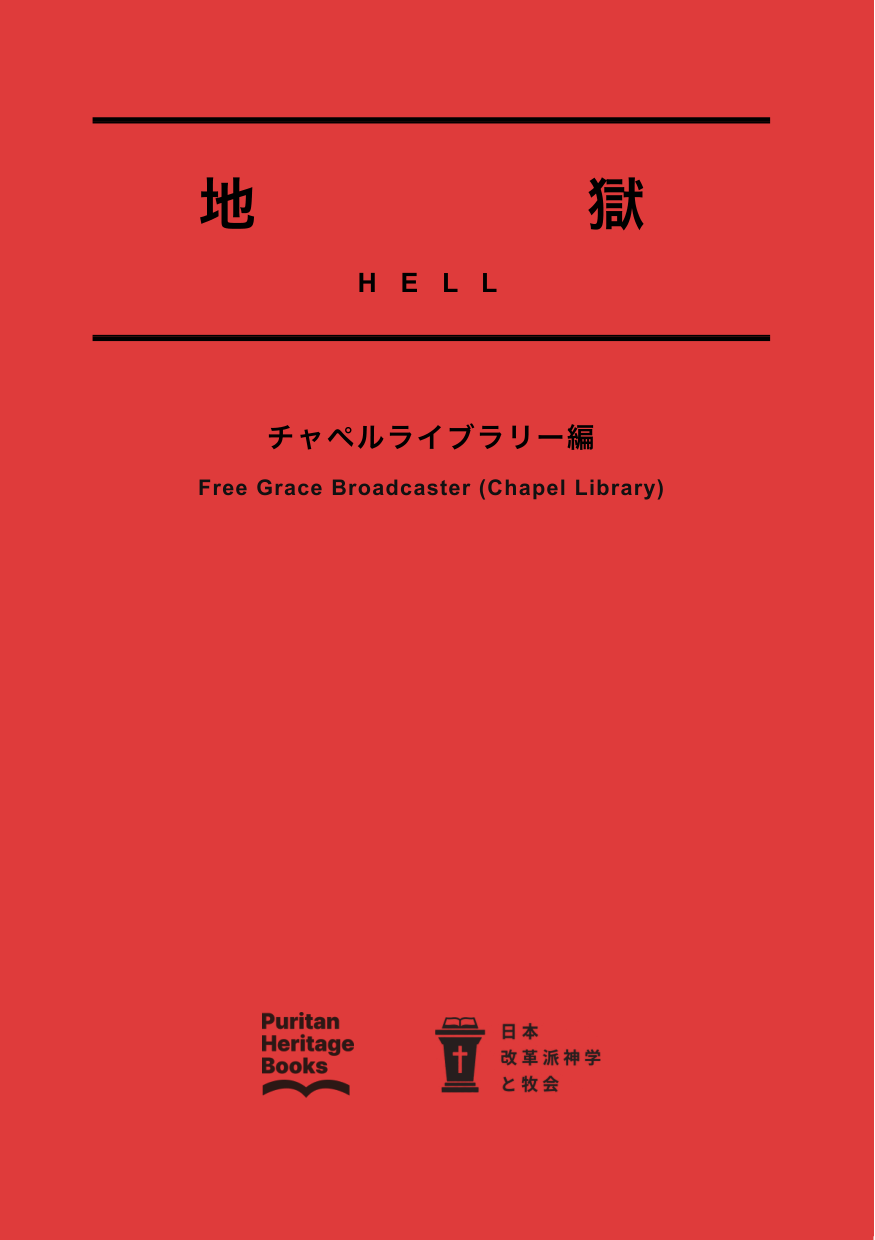 地獄
HELL
チャペルライブラリー編
Free Grace Broadcaster (Chapel Library)
Puritan
Heritage
Books
日本
改革派神学
と牧会